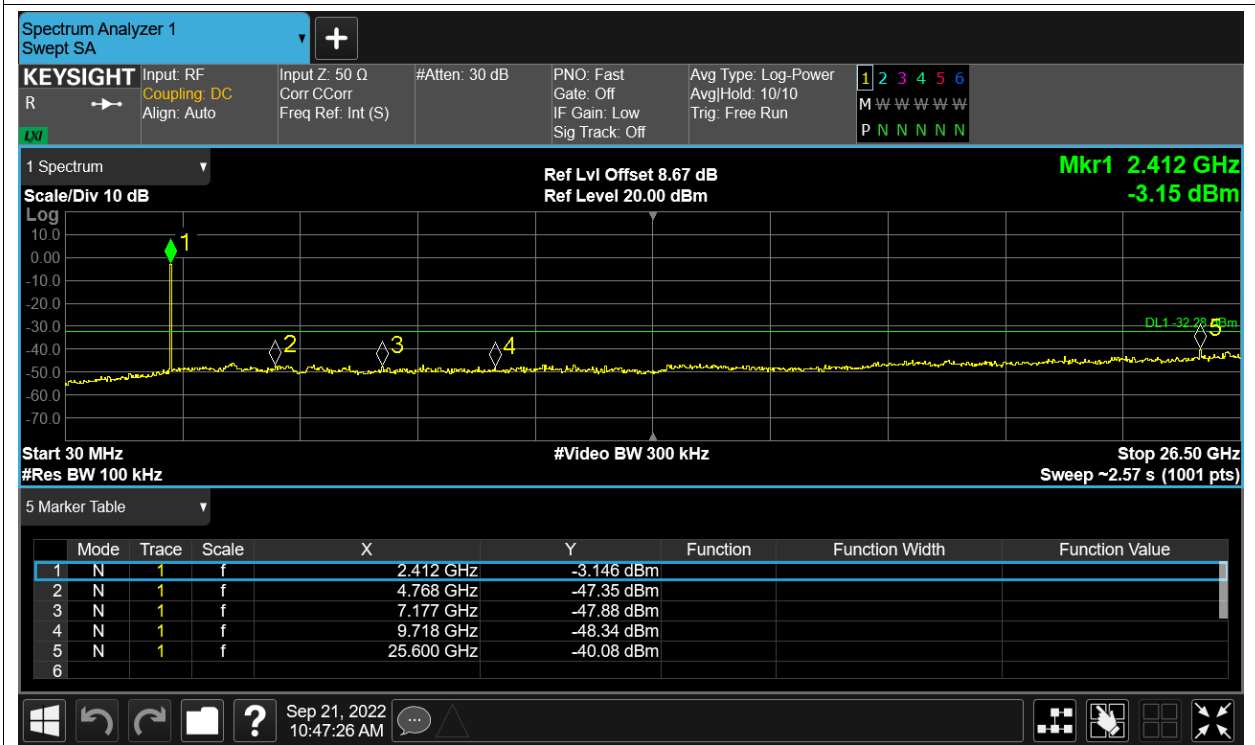 Spectrum Analyzer 1
Swept SA
KEYSIGHT
R
LXI
Input: RF
Coupling: DC
Align: Auto
Input Z: 50 Ω
Corr CCorr
Freq Ref: Int (S)
#Atten: 30 dB
PNO: Fast
Gate: Off
IF Gain: Low
Sig Track: Off
Avg Type: Log-Power
Avg|Hold: 10/10
Trig: Free Run
1 2 3 4 5 6
M W W W W W
P N N N N N
1 Spectrum
Scale/Div 10 dB
Ref Lvl Offset 8.67 dB
Ref Level 20.00 dBm
Mkr1 2.412 GHz
-3.15 dBm
Log
10.0
0.00
-10.0
-20.0
-30.0
-40.0
-50.0
-60.0
-70.0
1
2
3
4
5
DL1 -32.28 dBm
Start 30 MHz
#Res BW 100 kHz
#Video BW 300 kHz
Stop 26.50 GHz
Sweep ~2.57 s (1001 pts)
5 Marker Table
Mode Trace Scale X Y Function Function Width Function Value
1 N 1 f 2.412 GHz -3.146 dBm
2 N 1 f 4.768 GHz -47.35 dBm
3 N 1 f 7.177 GHz -47.88 dBm
4 N 1 f 9.718 GHz -48.34 dBm
5 N 1 f 25.600 GHz -40.08 dBm
6
?
Sep 21, 2022
10:47:26 AM